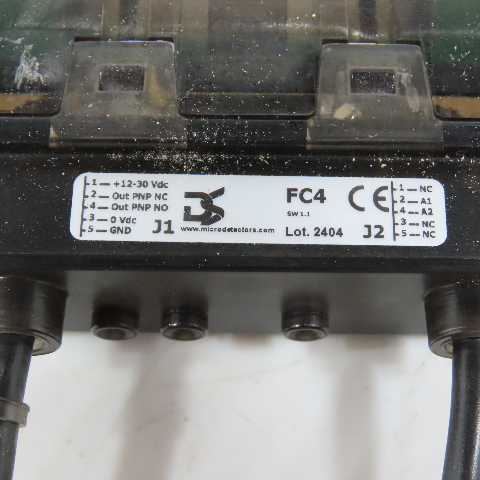 1 — +12-30 Vdc
2 — Out PNP NC
4 — Out PNP NO
3 — 0 Vdc
5 — GND
J1
DS
www.microdetectors.com
FC4
SW 1.1
Lot. 2404
CE
J2
1 — NC
2 — A1
4 — A2
3 — NC
5 — NC